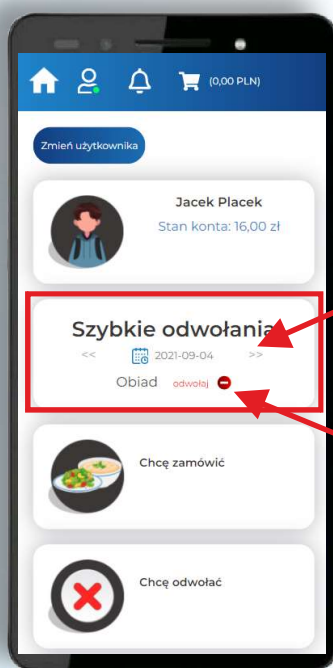 (0,00 PLN)
Zmień użytkownika
Jacek Placek
Stan konta: 16,00 zł
Szybkie odwołania
<< 2021-09-04 >>
Obiad odwołaj
Chcę zamówić
Chcę odwołać